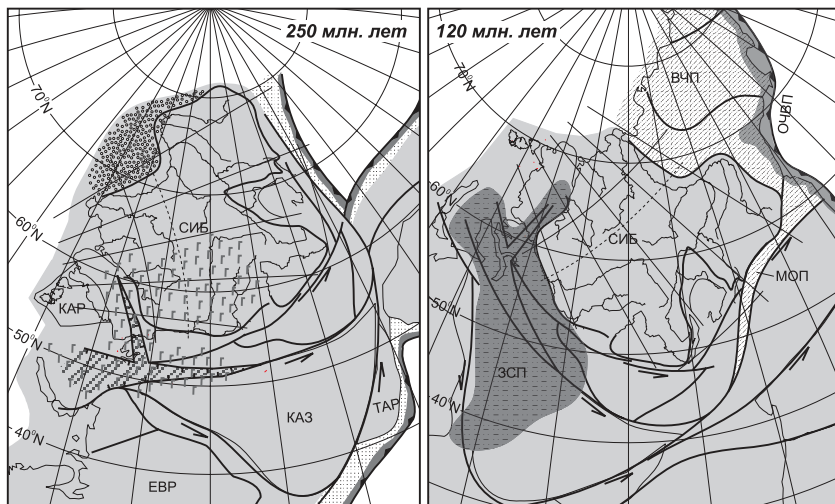 250 млн. лет
70°N
СИБ
60°N
КАР
50°N
КАЗ
ТАР
40°N
ЕВР
120 млн. лет
70°N
ВЧП
ОЧВП
60°N
СИБ
МОП
50°N
ЗСП
40°N